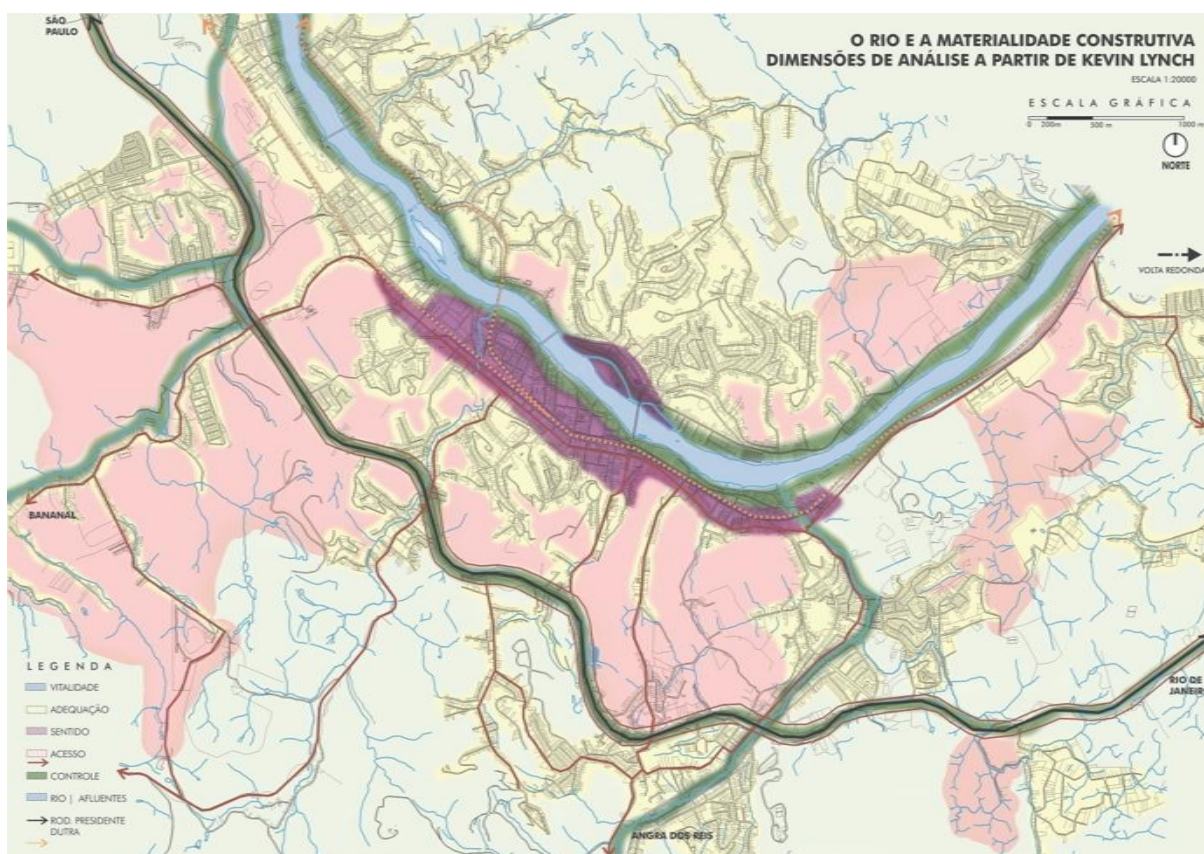 SÃO
PAULO
O RIO E A MATERIALIDADE CONSTRUTIVA
DIMENSÕES DE ANÁLISE A PARTIR DE KEVIN LYNCH
ESCALA 1:20000
ESCALA GRÁFICA
0 200m 500 m 1000 m
NORTE
VOLTA REDONDA
BANANAL
RIO DE
JANEIR
ANGRA DOS REIS
LEGENDA
VITALIDADE
ADEQUAÇÃO
SENTIDO
ACESSO
CONTROLE
RIO | AFLUENTES
ROD. PRESIDENTE
DUTRA